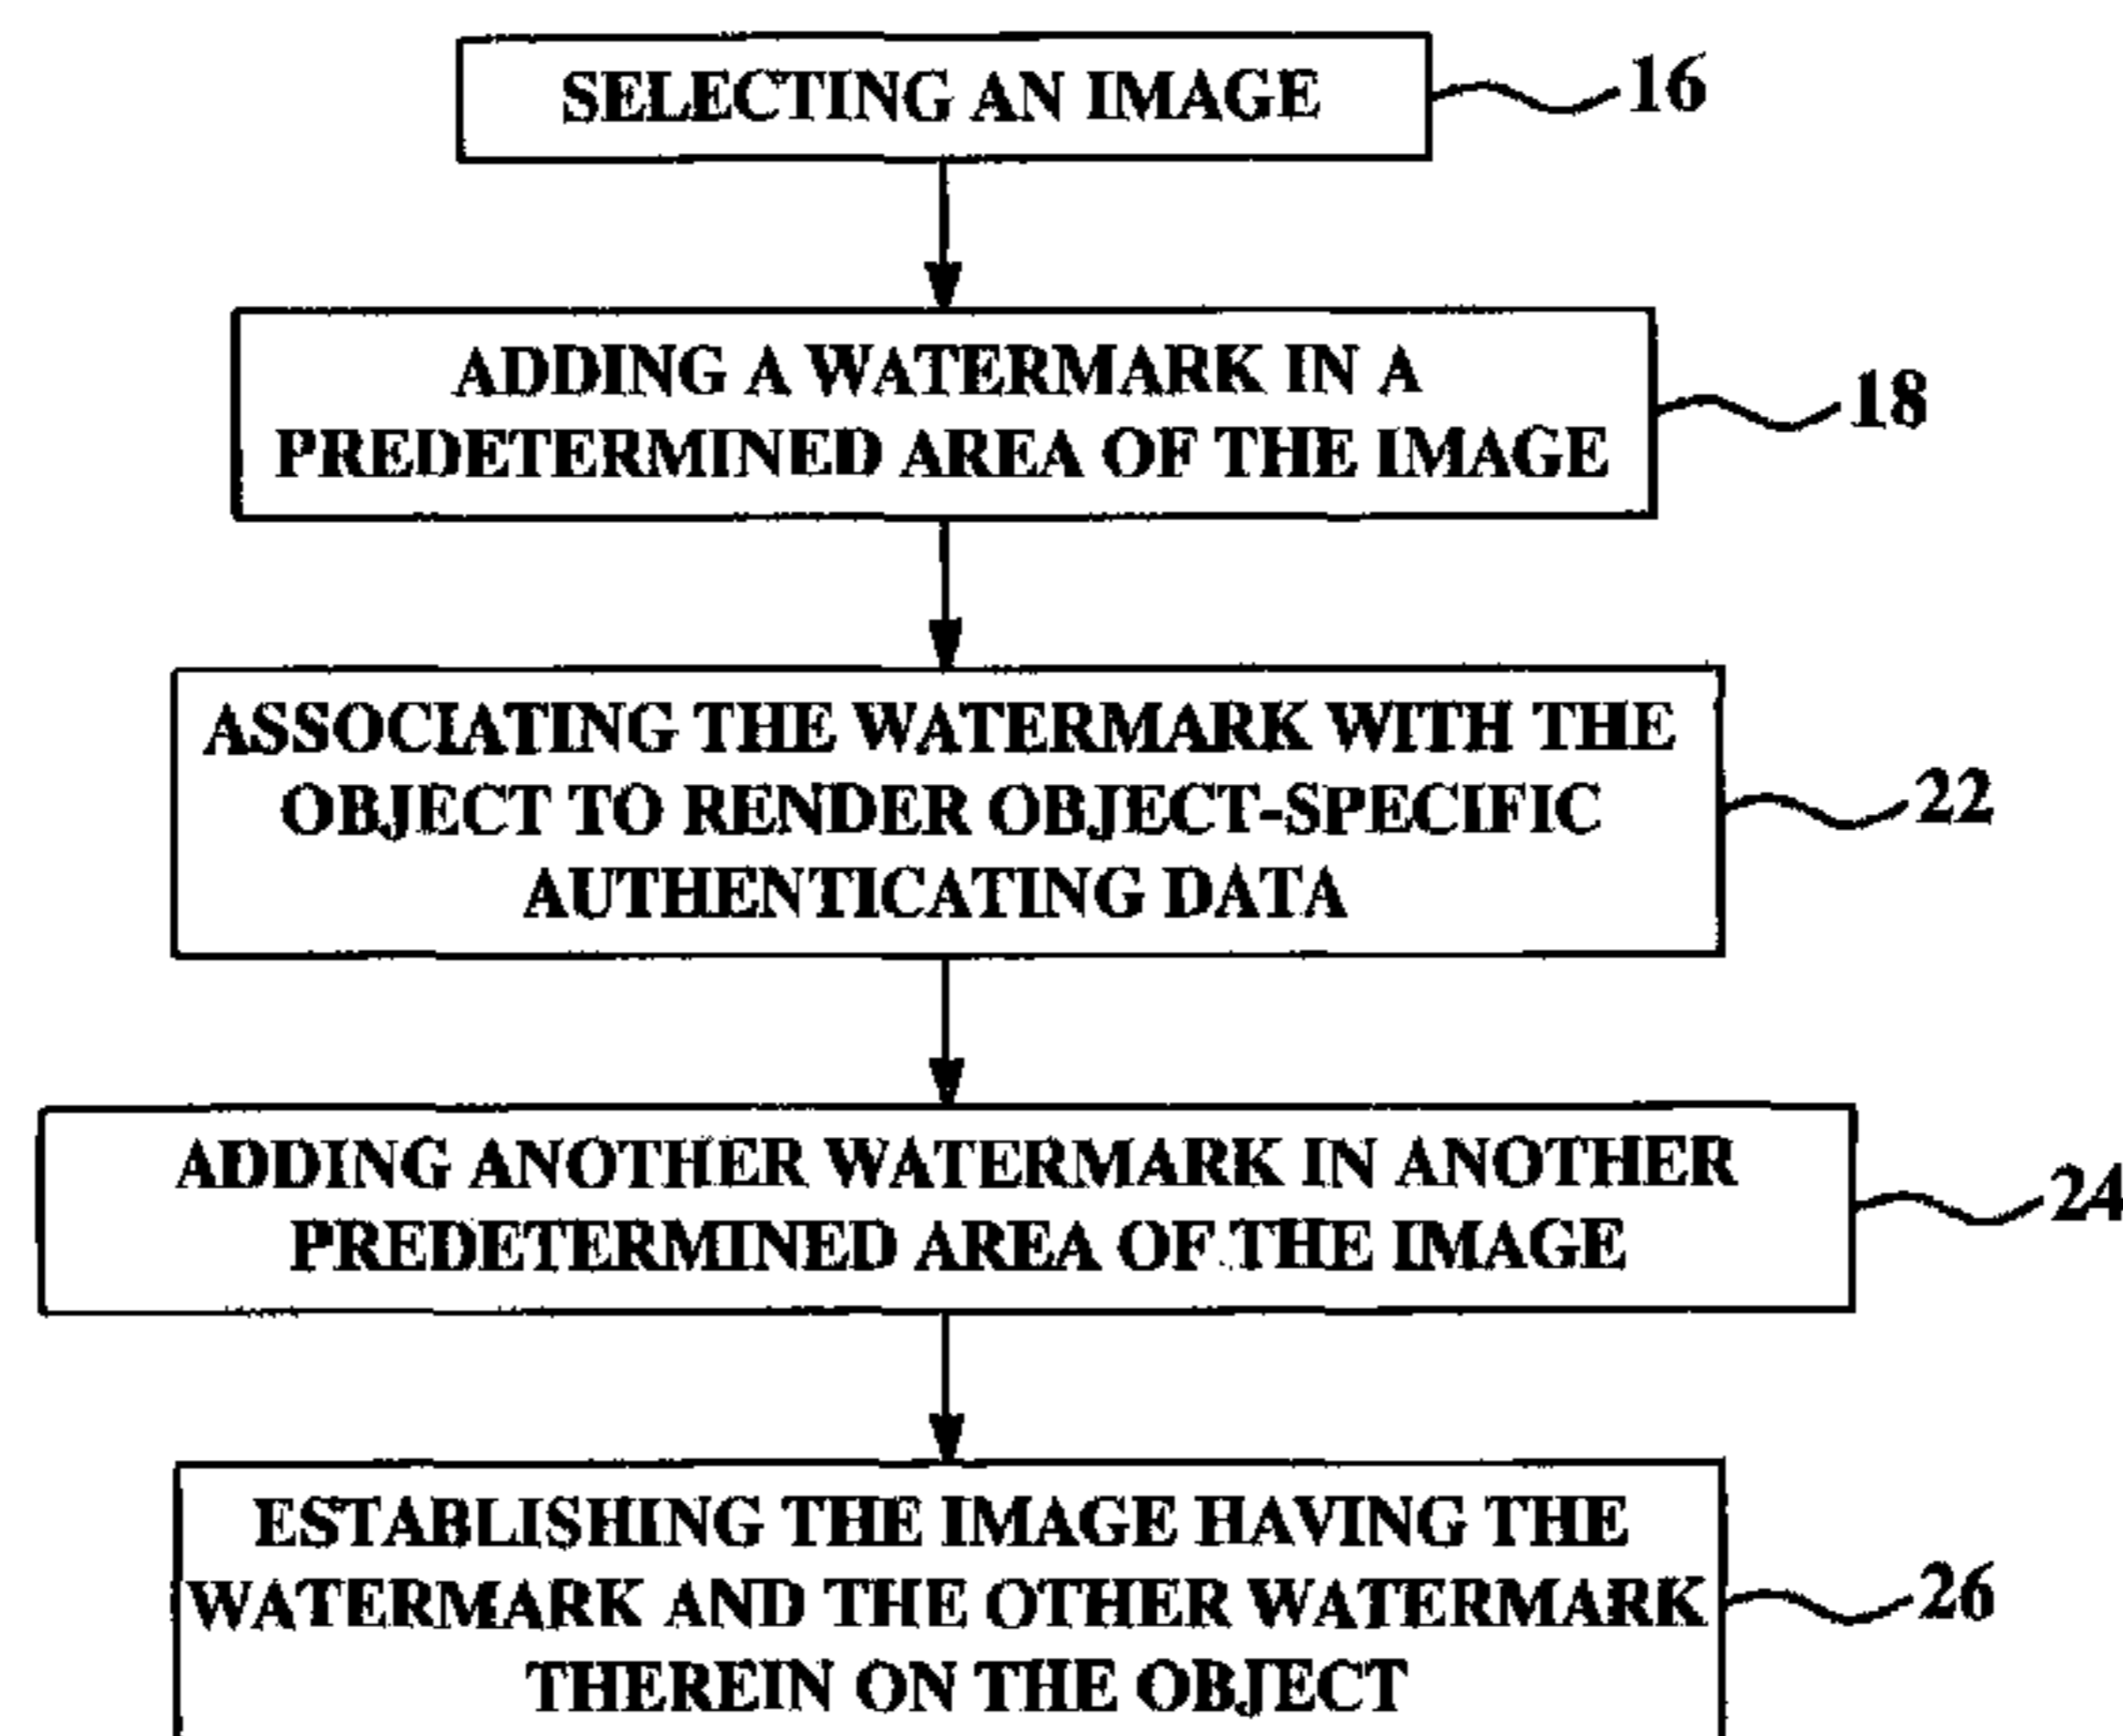 SELECTING AN IMAGE
16
ADDING A WATERMARK IN A
PREDETERMINED AREA OF THE IMAGE
18
ASSOCIATING THE WATERMARK WITH THE
OBJECT TO RENDER OBJECT-SPECIFIC
AUTHENTICATING DATA
22
ADDING ANOTHER WATERMARK IN ANOTHER
PREDETERMINED AREA OF THE IMAGE
24
ESTABLISHING THE IMAGE HAVING THE
WATERMARK AND THE OTHER WATERMARK
THEREIN ON THE OBJECT
26